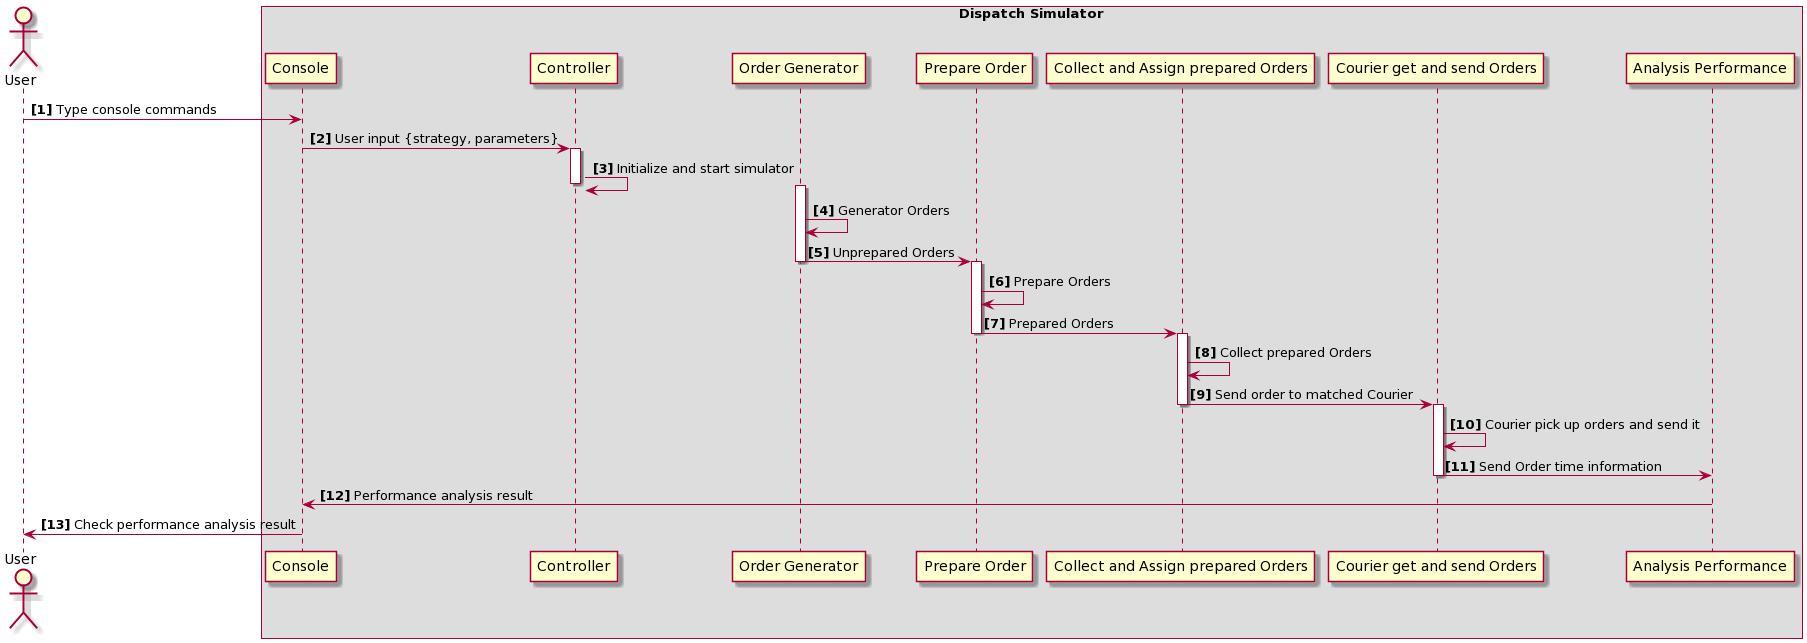 Dispatch Simulator
User
Console
Controller
Order Generator
Prepare Order
Collect and Assign prepared Orders
Courier get and send Orders
Analysis Performance
[1] Type console commands
[2] User input {strategy, parameters}
[3] Initialize and start simulator
[4] Generator Orders
[5] Unprepared Orders
[6] Prepare Orders
[7] Prepared Orders
[8] Collect prepared Orders
[9] Send order to matched Courier
[10] Courier pick up orders and send it
[11] Send Order time information
[12] Performance analysis result
[13] Check performance analysis result
User
Console
Controller
Order Generator
Prepare Order
Collect and Assign prepared Orders
Courier get and send Orders
Analysis Performance